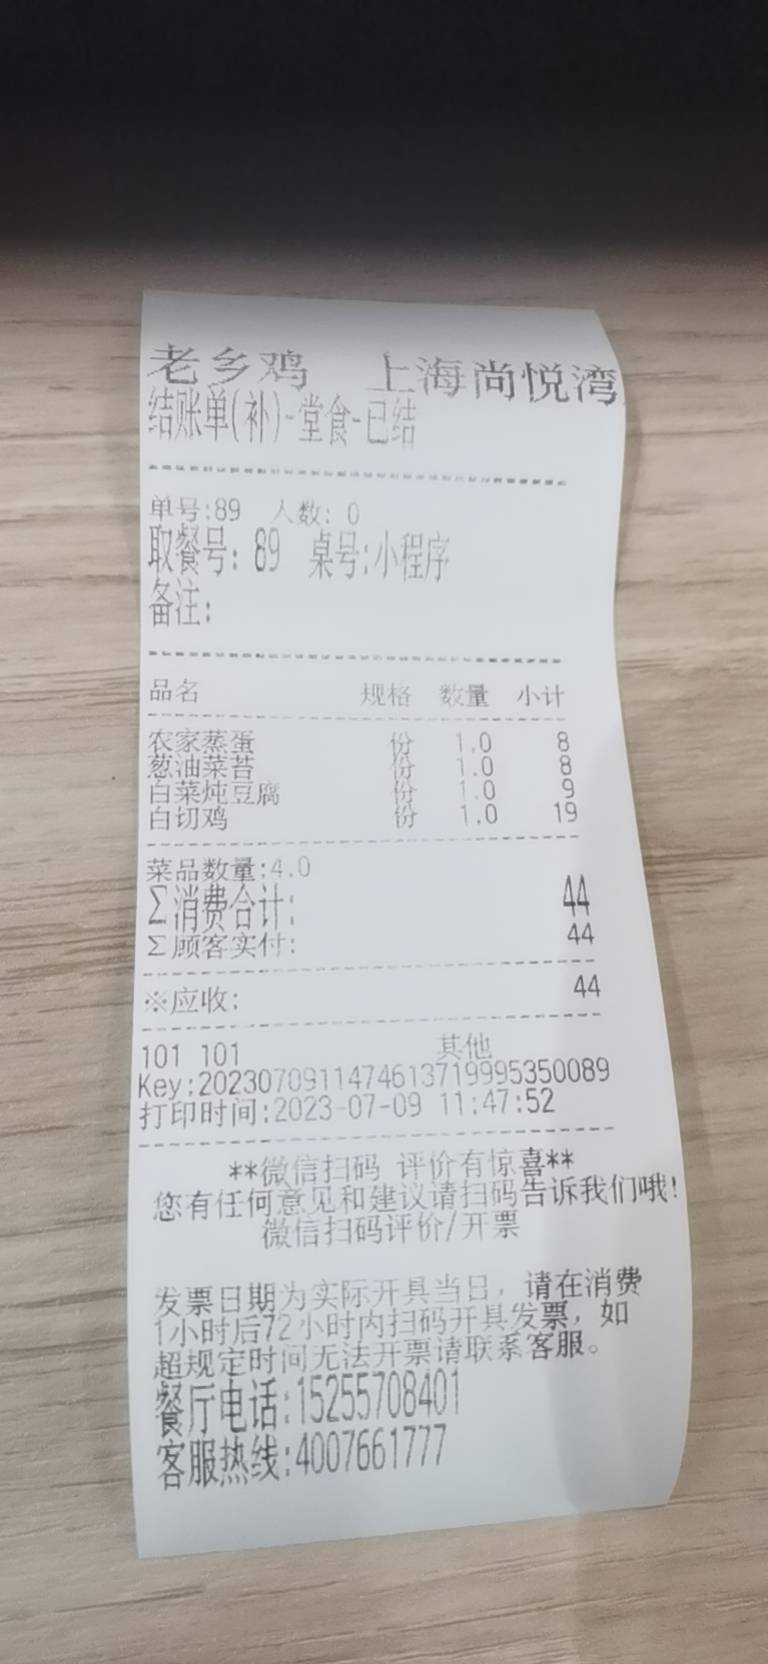 老乡鸡 上海尚悦湾
结账单(补)-堂食-已结
单号:89 人数: 0
取餐号: 89 桌号:小程序
备注:
品名 规格 数量 小计
农家蒸蛋 份 1.0 8
葱油菜苔 份 1.0 8
白菜炖豆腐 份 1.0 9
白切鸡 份 1.0 19
菜品数量:4.0
Σ消费合计: 44
Σ顾客实付: 44
※应收: 44
101 101 其他
Key:20230709114746137199953500​89
打印时间:2023-07-09 11:47:52
**微信扫码 评价有惊喜**
您有任何意见和建议请扫码告诉我们哦!
微信扫码评价/开票
发票日期为实际开具当日，请在消费
1小时后72小时内扫码开具发票，如
超规定时间无法开票请联系客服。
餐厅电话:15255708401
客服热线:4007661777